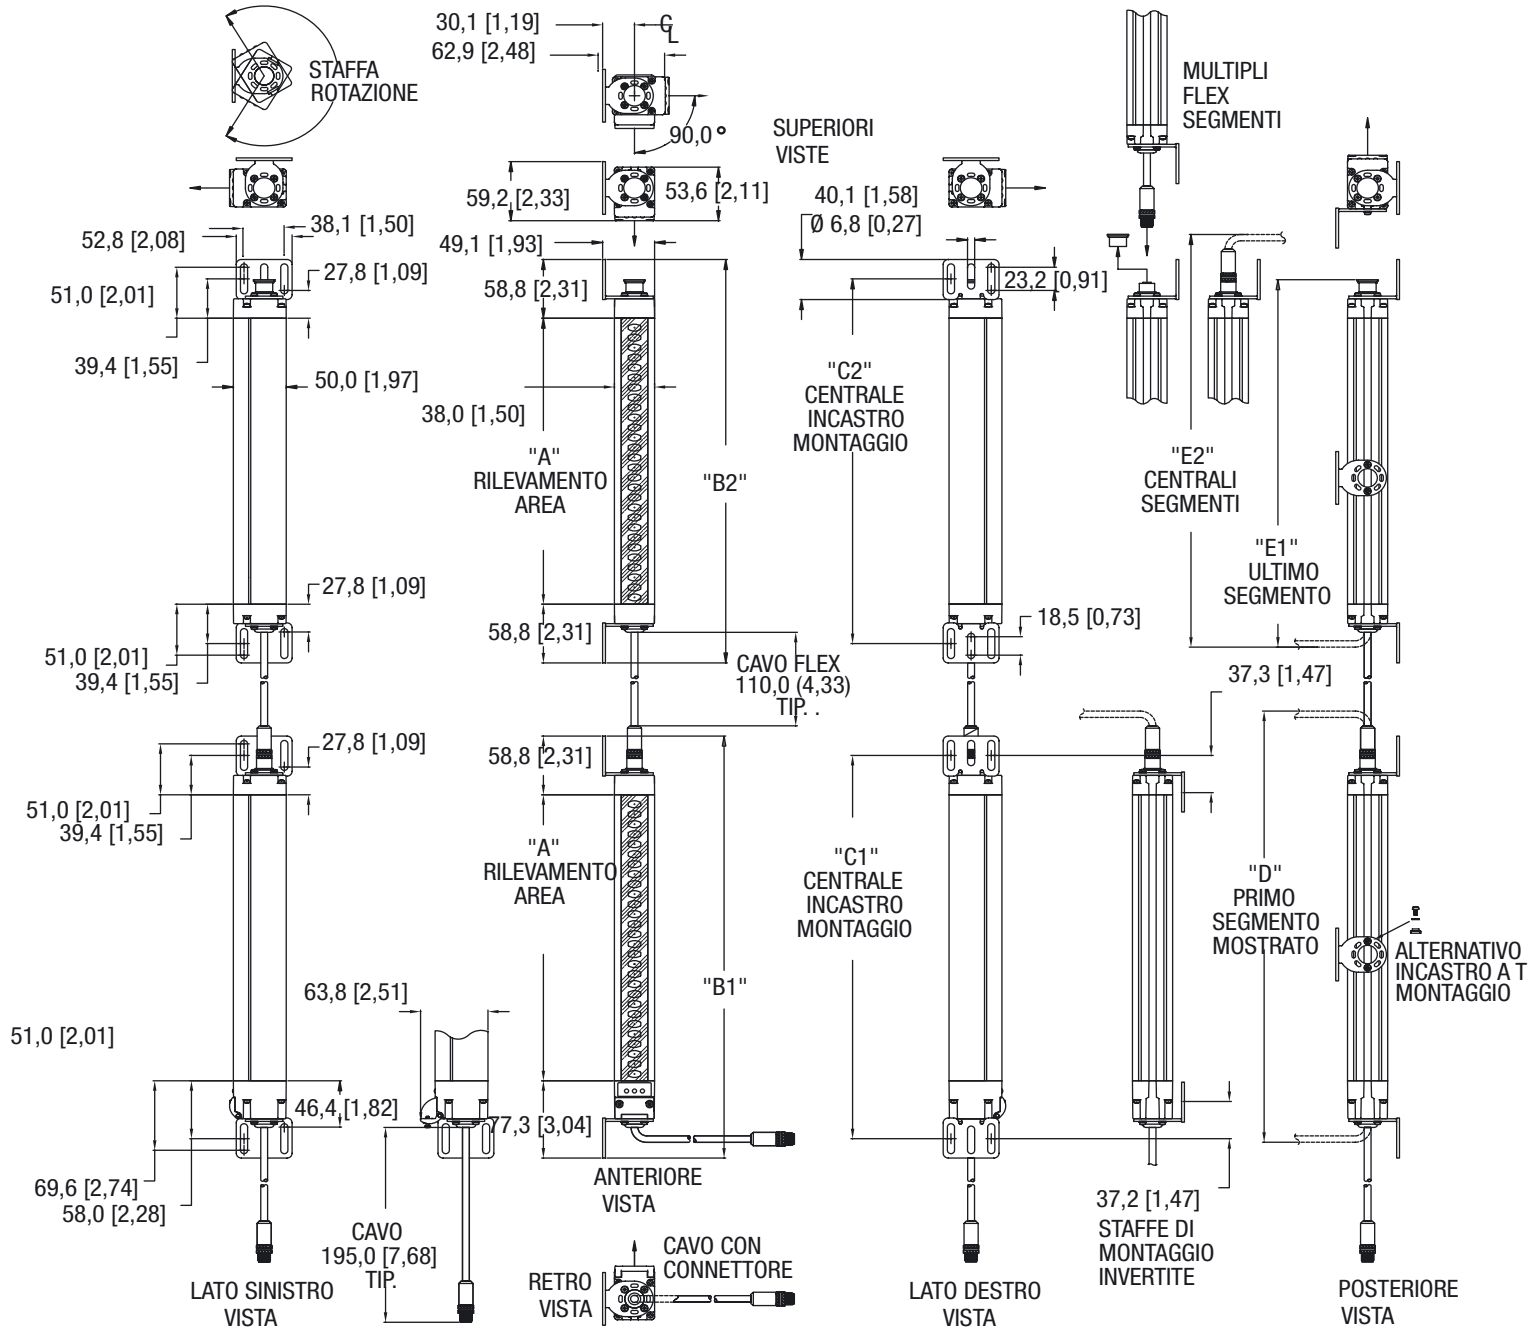 30,1 [1,19]
CL
62,9 [2,48]
STAFFA
ROTAZIONE
90,0°
SUPERIORI
VISTE
MULTIPLI
FLEX
SEGMENTI
59,2 [2,33]
53,6 [2,11]
40,1 [1,58]
Ø 6,8 [0,27]
38,1 [1,50]
52,8 [2,08]
49,1 [1,93]
27,8 [1,09]
51,0 [2,01]
58,8 [2,31]
23,2 [0,91]
39,4 [1,55]
50,0 [1,97]
38,0 [1,50]
"C2"
CENTRALE
INCASTRO
MONTAGGIO
"A"
RILEVAMENTO
AREA
"B2"
"E2"
CENTRALI
SEGMENTI
"E1"
ULTIMO
SEGMENTO
27,8 [1,09]
58,8 [2,31]
18,5 [0,73]
51,0 [2,01]
39,4 [1,55]
CAVO FLEX
110,0 (4,33)
TIP. .
37,3 [1,47]
27,8 [1,09]
58,8 [2,31]
51,0 [2,01]
39,4 [1,55]
"A"
RILEVAMENTO
AREA
"C1"
CENTRALE
INCASTRO
MONTAGGIO
"D"
PRIMO
SEGMENTO
MOSTRATO
ALTERNATIVO
INCASTRO A T
MONTAGGIO
"B1"
63,8 [2,51]
51,0 [2,01]
46,4 [1,82]
77,3 [3,04]
69,6 [2,74]
58,0 [2,28]
ANTERIORE
VISTA
37,2 [1,47]
STAFFE DI
MONTAGGIO
INVERTITE
CAVO
195,0 [7,68]
TIP.
CAVO CON
CONNETTORE
RETRO
VISTA
LATO SINISTRO
VISTA
LATO DESTRO
VISTA
POSTERIORE
VISTA